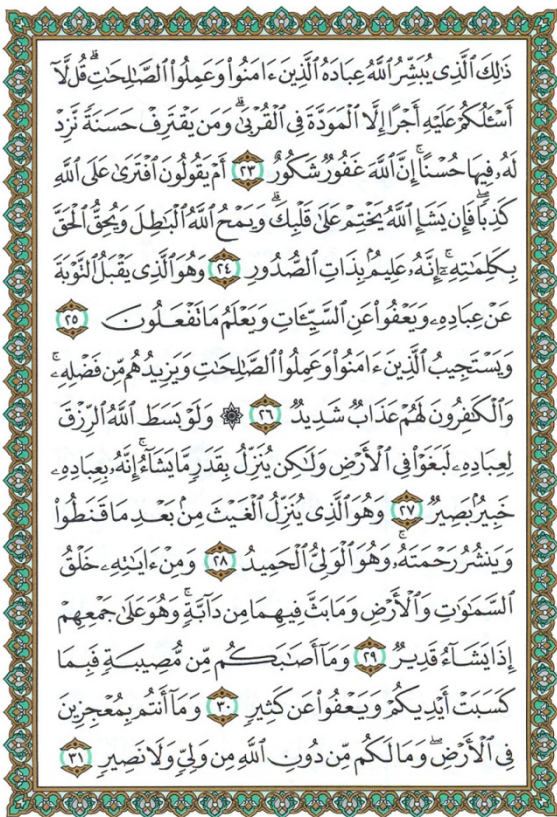 ذَٰلِكَ ٱلَّذِى يُبَشِّرُ ٱللَّهُ عِبَادَهُ ٱلَّذِينَ ءَامَنُوا۟ وَعَمِلُوا۟ ٱلصَّٰلِحَٰتِ ۗ قُل لَّآ
أَسْـَٔلُكُمْ عَلَيْهِ أَجْرًا إِلَّا ٱلْمَوَدَّةَ فِى ٱلْقُرْبَىٰ ۗ وَمَن يَقْتَرِفْ حَسَنَةً نَّزِدْ
لَهُۥ فِيهَا حُسْنًا ۚ إِنَّ ٱللَّهَ غَفُورٌ شَكُورٌ ٢٣ أَمْ يَقُولُونَ ٱفْتَرَىٰ عَلَى ٱللَّهِ
كَذِبًا ۖ فَإِن يَشَإِ ٱللَّهُ يَخْتِمْ عَلَىٰ قَلْبِكَ ۗ وَيَمْحُ ٱللَّهُ ٱلْبَٰطِلَ وَيُحِقُّ ٱلْحَقَّ
بِكَلِمَٰتِهِۦٓ ۚ إِنَّهُۥ عَلِيمٌۢ بِذَاتِ ٱلصُّدُورِ ٢٤ وَهُوَ ٱلَّذِى يَقْبَلُ ٱلتَّوْبَةَ
عَنْ عِبَادِهِۦ وَيَعْفُوا۟ عَنِ ٱلسَّيِّـَٔاتِ وَيَعْلَمُ مَا تَفْعَلُونَ ٢٥
وَيَسْتَجِيبُ ٱلَّذِينَ ءَامَنُوا۟ وَعَمِلُوا۟ ٱلصَّٰلِحَٰتِ وَيَزِيدُهُم مِّن فَضْلِهِۦ ۚ
وَٱلْكَٰفِرُونَ لَهُمْ عَذَابٌ شَدِيدٌ ٢٦ ۞ وَلَوْ بَسَطَ ٱللَّهُ ٱلرِّزْقَ
لِعِبَادِهِۦ لَبَغَوْا۟ فِى ٱلْأَرْضِ وَلَٰكِن يُنَزِّلُ بِقَدَرٍ مَّا يَشَآءُ ۚ إِنَّهُۥ بِعِبَادِهِۦ
خَبِيرٌۢ بَصِيرٌ ٢٧ وَهُوَ ٱلَّذِى يُنَزِّلُ ٱلْغَيْثَ مِنۢ بَعْدِ مَا قَنَطُوا۟
وَيَنشُرُ رَحْمَتَهُۥ ۚ وَهُوَ ٱلْوَلِىُّ ٱلْحَمِيدُ ٢٨ وَمِنْ ءَايَٰتِهِۦ خَلْقُ
ٱلسَّمَٰوَٰتِ وَٱلْأَرْضِ وَمَا بَثَّ فِيهِمَا مِن دَآبَّةٍ ۚ وَهُوَ عَلَىٰ جَمْعِهِمْ
إِذَا يَشَآءُ قَدِيرٌ ٢٩ وَمَآ أَصَٰبَكُم مِّن مُّصِيبَةٍ فَبِمَا
كَسَبَتْ أَيْدِيكُمْ وَيَعْفُوا۟ عَن كَثِيرٍ ٣٠ وَمَآ أَنتُم بِمُعْجِزِينَ
فِى ٱلْأَرْضِ ۖ وَمَا لَكُم مِّن دُونِ ٱللَّهِ مِن وَلِىٍّ وَلَا نَصِيرٍ ٣١